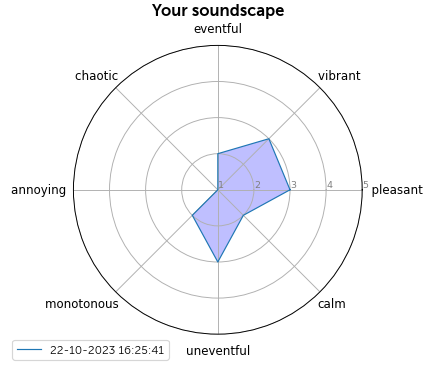 Your soundscape
eventful
chaotic
vibrant
annoying
1 2 3 4 5
pleasant
monotonous
calm
22-10-2023 16:25:41
uneventful